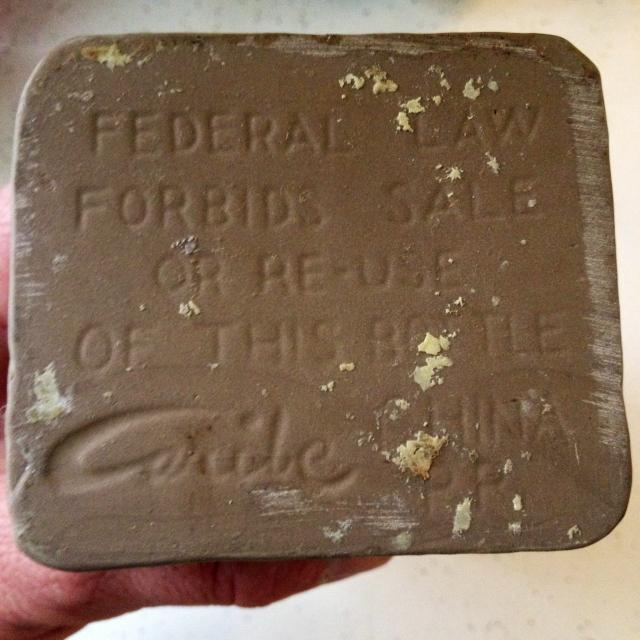 FEDERAL LAW
FORBIDS SALE
OR RE-USE
OF THIS BOTTLE
Caribe CHINA
P.R.